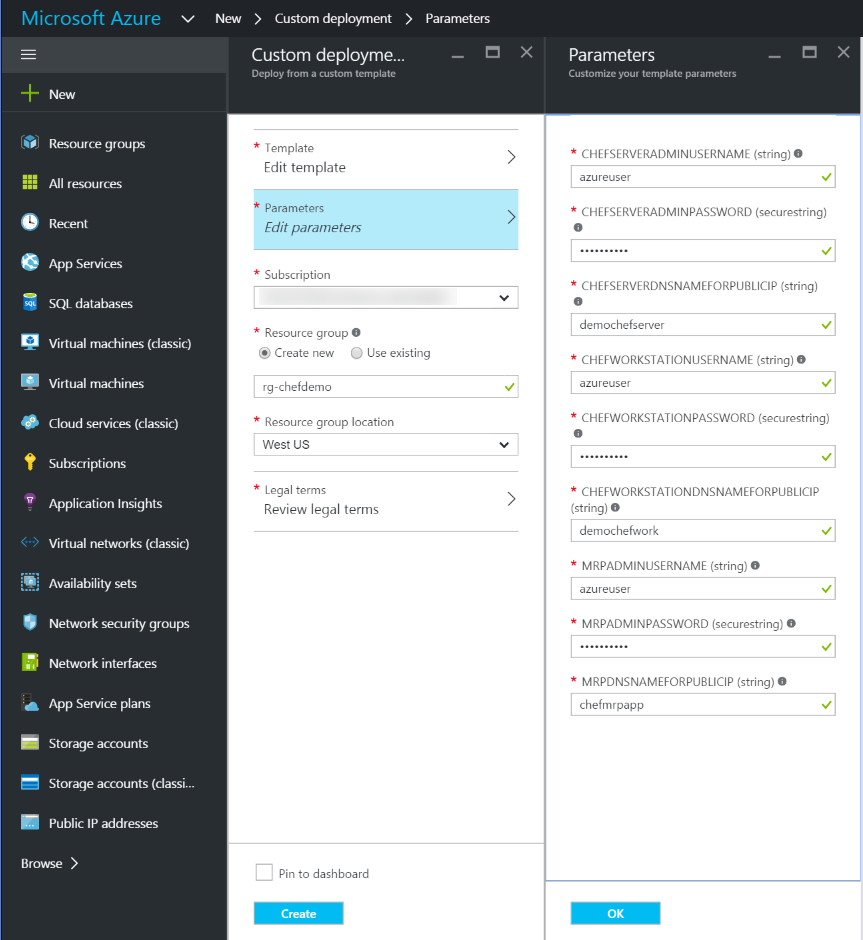 Microsoft Azure New > Custom deployment > Parameters
New
Resource groups
All resources
Recent
App Services
SQL databases
Virtual machines (classic)
Virtual machines
Cloud services (classic)
Subscriptions
Application Insights
Virtual networks (classic)
Availability sets
Network security groups
Network interfaces
App Service plans
Storage accounts
Storage accounts (classi...
Public IP addresses
Browse >
Custom deployme...
Deploy from a custom template
* Template
Edit template
* Parameters
Edit parameters
* Subscription
* Resource group
Create new Use existing
rg-chefdemo
* Resource group location
West US
* Legal terms
Review legal terms
Pin to dashboard
Create
Parameters
Customize your template parameters
* CHEFSERVERADMINUSERNAME (string)
azureuser
* CHEFSERVERADMINPASSWORD (securestring)
••••••••••
* CHEFSERVERDNSNAMEFORPUBLICIP (string)
demochefserver
* CHEFWORKSTATIONUSERNAME (string)
azureuser
* CHEFWORKSTATIONPASSWORD (securestring)
••••••••••
* CHEFWORKSTATIONDNSNAMEFORPUBLICIP
(string)
demochefwork
* MRPADMINUSERNAME (string)
azureuser
* MRPADMINPASSWORD (securestring)
••••••••••
* MRPDNSNAMEFORPUBLICIP (string)
chefmrpapp
OK